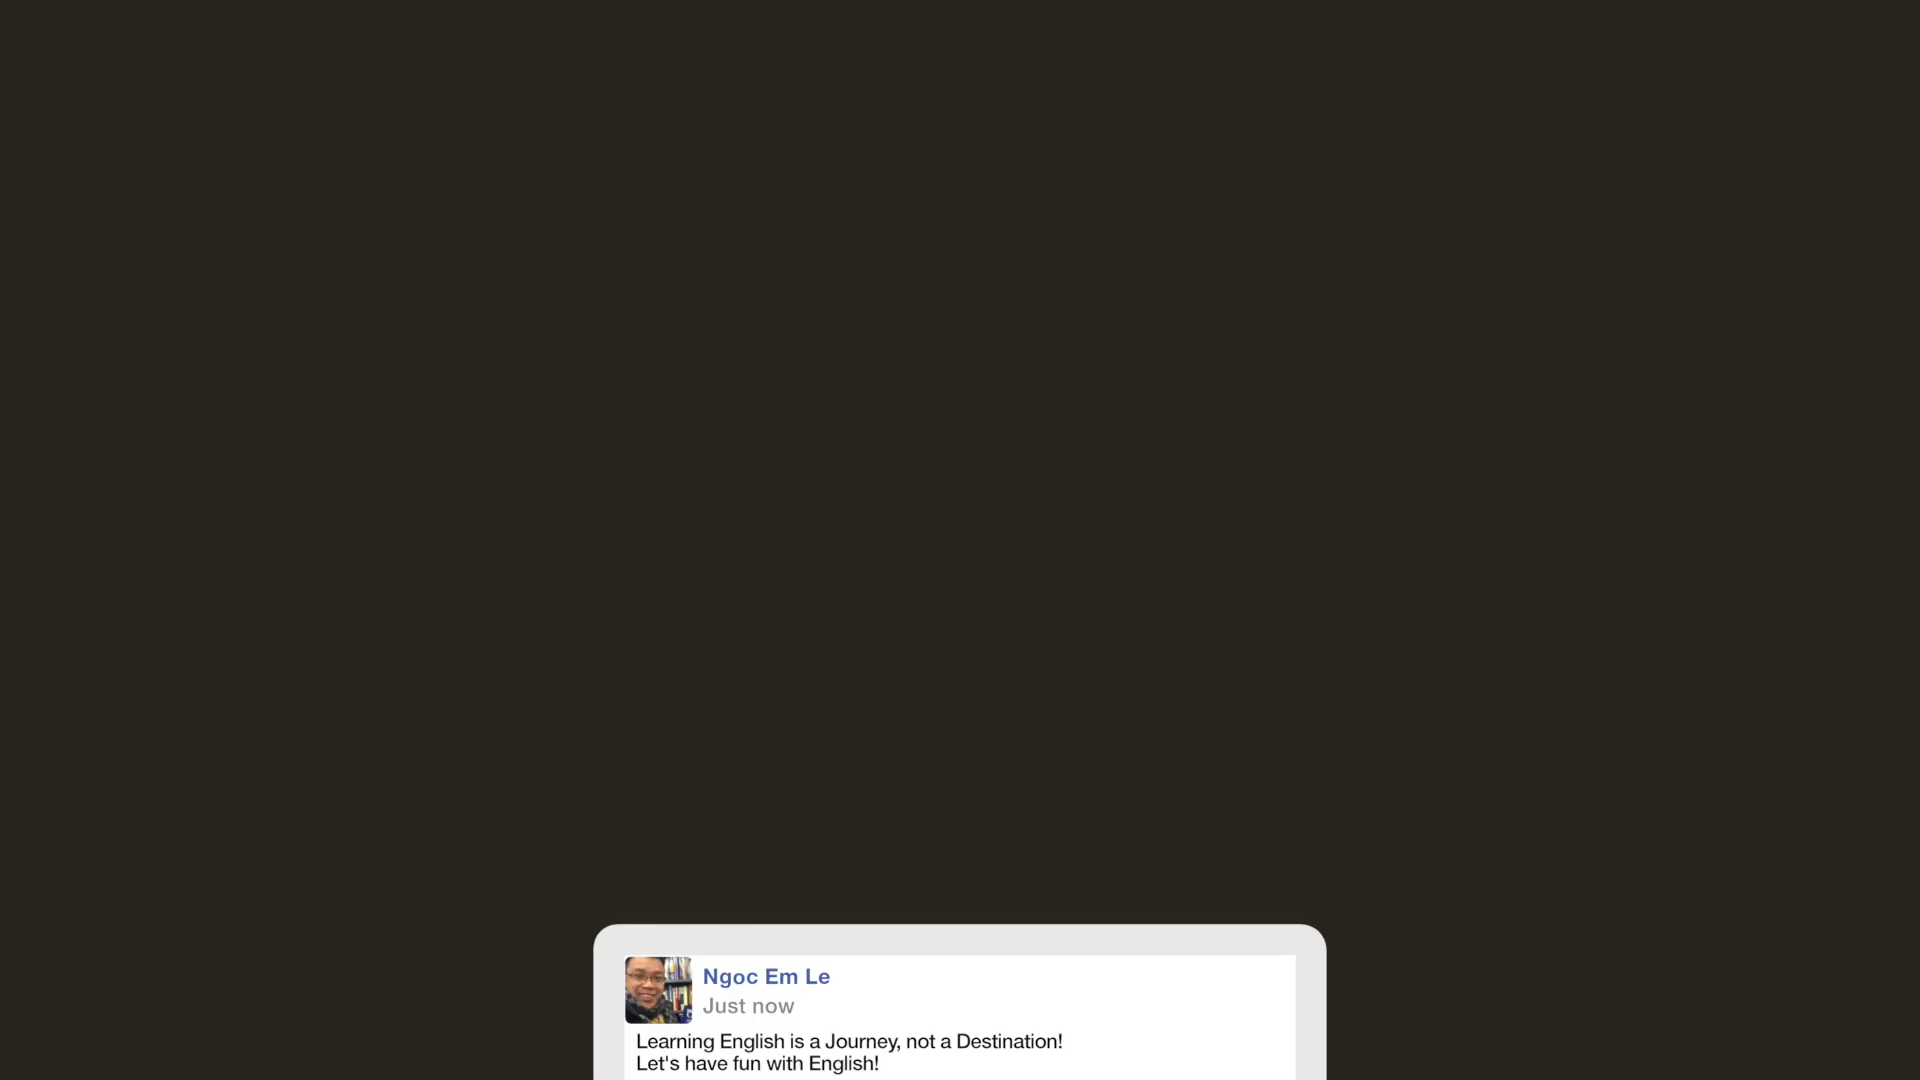 Ngoc Em Le
Just now
Learning English is a Journey, not a Destination!
Let's have fun with English!